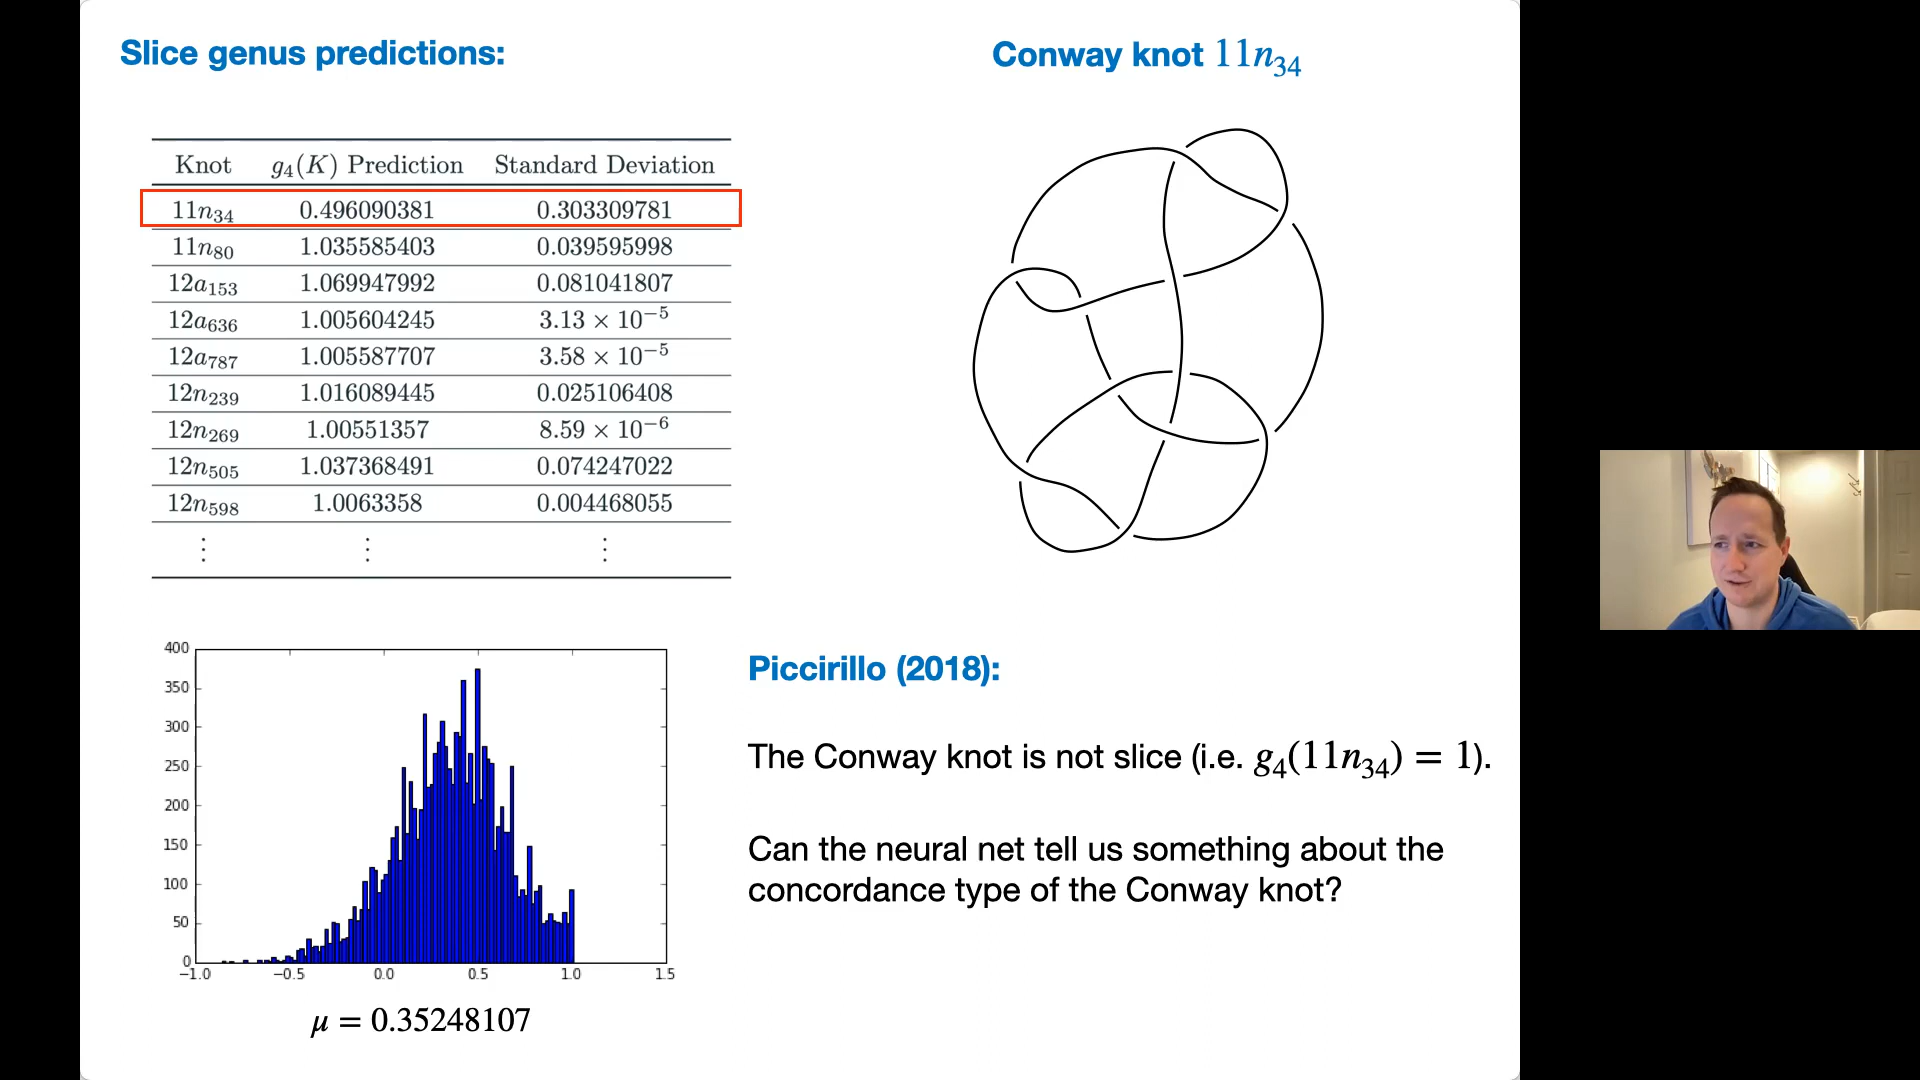 Slice genus predictions:
Knot g₄(K) Prediction Standard Deviation
11n₃₄ 0.496090381 0.303309781
11n₈₀ 1.035585403 0.039595998
12a₁₅₃ 1.069947992 0.081041807
12a₆₃₆ 1.005604245 3.13 × 10⁻⁵
12a₇₈₇ 1.005587707 3.58 × 10⁻⁵
12n₂₃₉ 1.016089445 0.025106408
12n₂₆₉ 1.00551357 8.59 × 10⁻⁶
12n₅₀₅ 1.037368491 0.074247022
12n₅₉₈ 1.0063358 0.004468055
⋮ ⋮ ⋮
Conway knot 11n₃₄
400
350
300
250
200
150
100
50
0
−1.0 −0.5 0.0 0.5 1.0 1.5
μ = 0.35248107
Piccirillo (2018):
The Conway knot is not slice (i.e. g₄(11n₃₄) = 1).
Can the neural net tell us something about the
concordance type of the Conway knot?